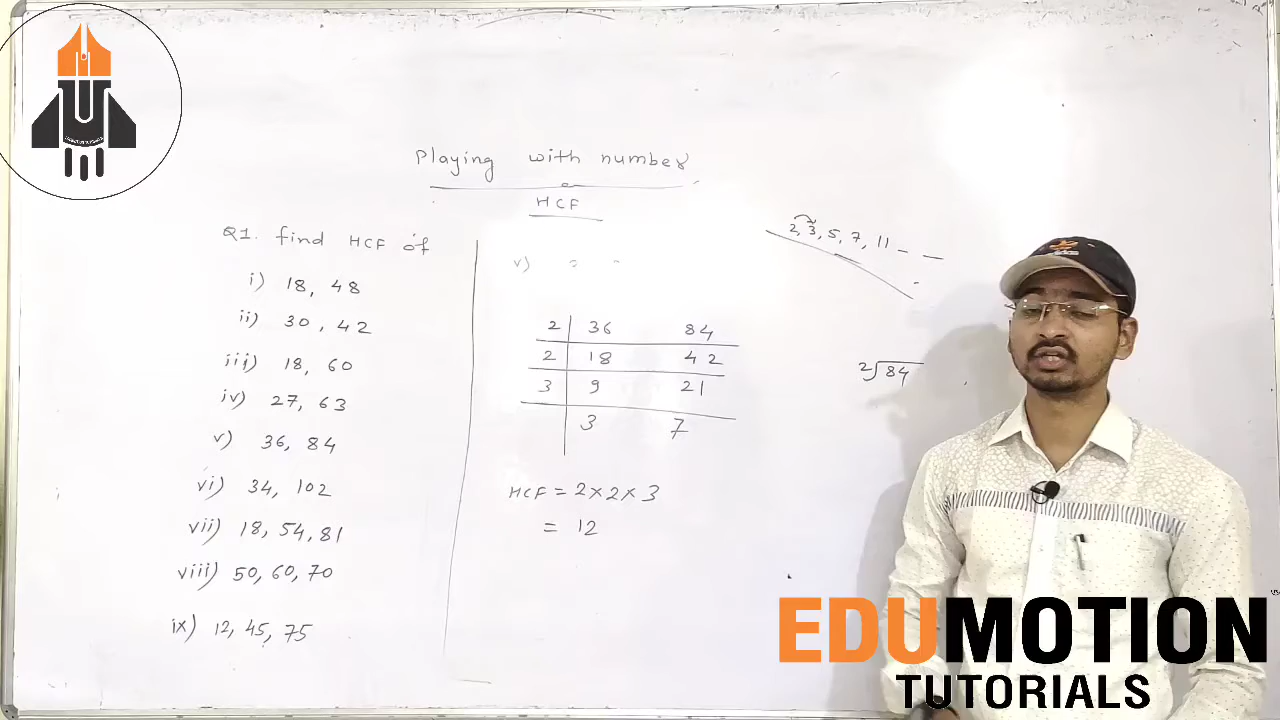 Playing with number
HCF
Q1. find HCF of
i) 18, 48
ii) 30, 42
iii) 18, 60
iv) 27, 63
v) 36, 84
vi) 34, 102
vii) 18, 54, 81
viii) 50, 60, 70
ix) 12, 45, 75
v)
2 36 84
2 18 42
3 9 21
3 7
HCF = 2 × 2 × 3
= 12
2, 3, 5, 7, 11 _ _
2 84
EDUMOTION
TUTORIALS